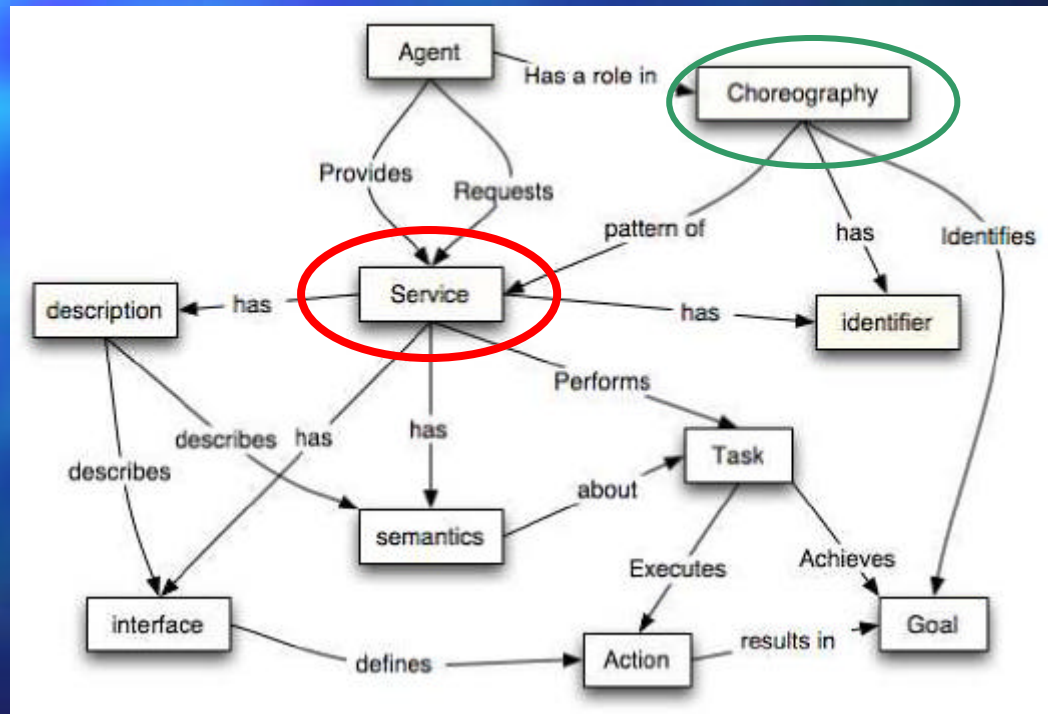 Agent
Has a role in
Choreography
Provides
Requests
pattern of
has
Identifies
description
has
Service
has
identifier
Performs
describes
has
has
Task
describes
about
semantics
Executes
Achieves
interface
defines
Action
results in
Goal